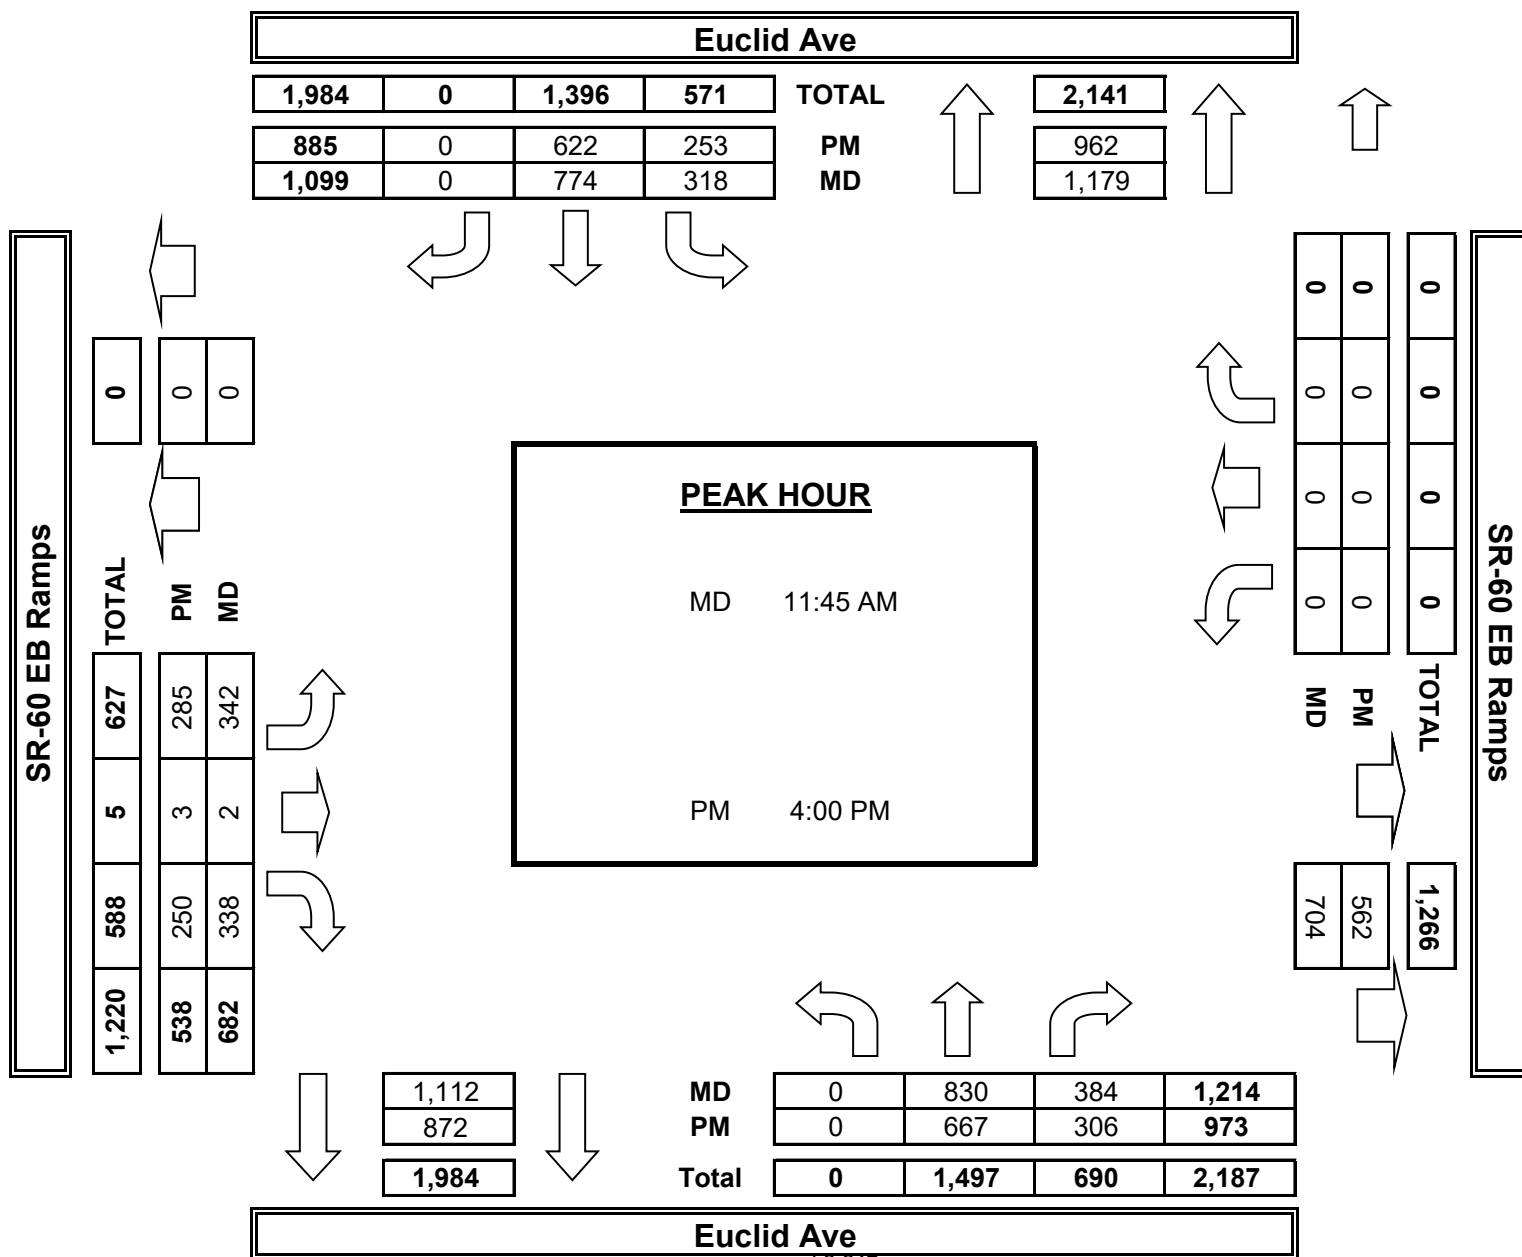 Euclid Ave
1,984 0 1,396 571 TOTAL 2,141
885 0 622 253 PM 962
1,099 0 774 318 MD 1,179
SR-60 EB Ramps
0 0 0
TOTAL PM MD
627 285 342
5 3 2
588 250 338
1,220 538 682
PEAK HOUR
MD 11:45 AM
PM 4:00 PM
0 0 0
0 0 0
0 0 0
0 0 0
MD PM TOTAL
704 562 1,266
SR-60 EB Ramps
1,112 MD 0 830 384 1,214
872 PM 0 667 306 973
1,984 Total 0 1,497 690 2,187
Euclid Ave